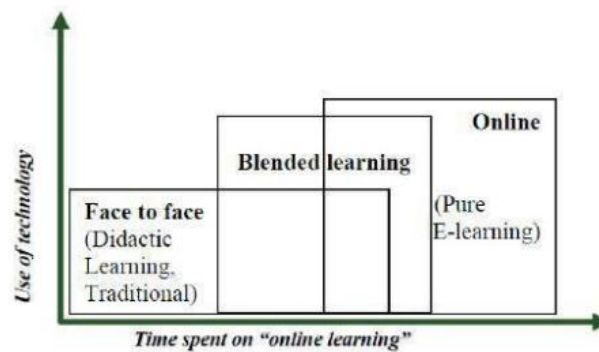 Use of technology
Online
Blended learning
Face to face
(Didactic
Learning,
Traditional)
(Pure
E-learning)
Time spent on “online learning”